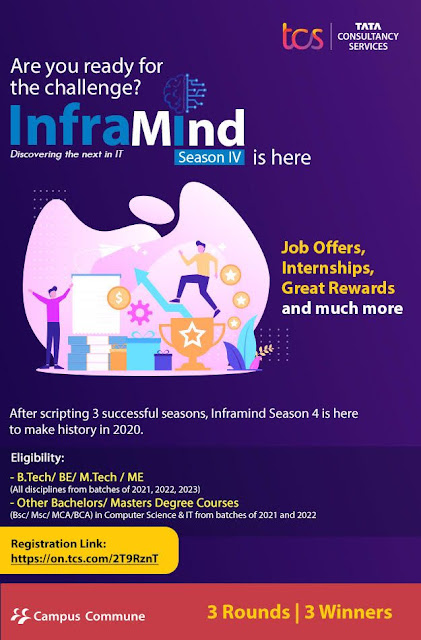 tcs
TATA
CONSULTANCY
SERVICES
Are you ready for
the challenge?
InfraMind
Discovering the next in IT
Season IV
is here
Job Offers,
Internships,
Great Rewards
and much more
After scripting 3 successful seasons, Inframind Season 4 is here
to make history in 2020.
Eligibility:
- B.Tech/ BE/ M.Tech / ME
(All disciplines from batches of 2021, 2022, 2023)
- Other Bachelors/ Masters Degree Courses
(Bsc/ Msc/ MCA/BCA) in Computer Science & IT from batches of 2021 and 2022
Registration Link:
https://on.tcs.com/2T9RznT
Campus Commune
3 Rounds | 3 Winners